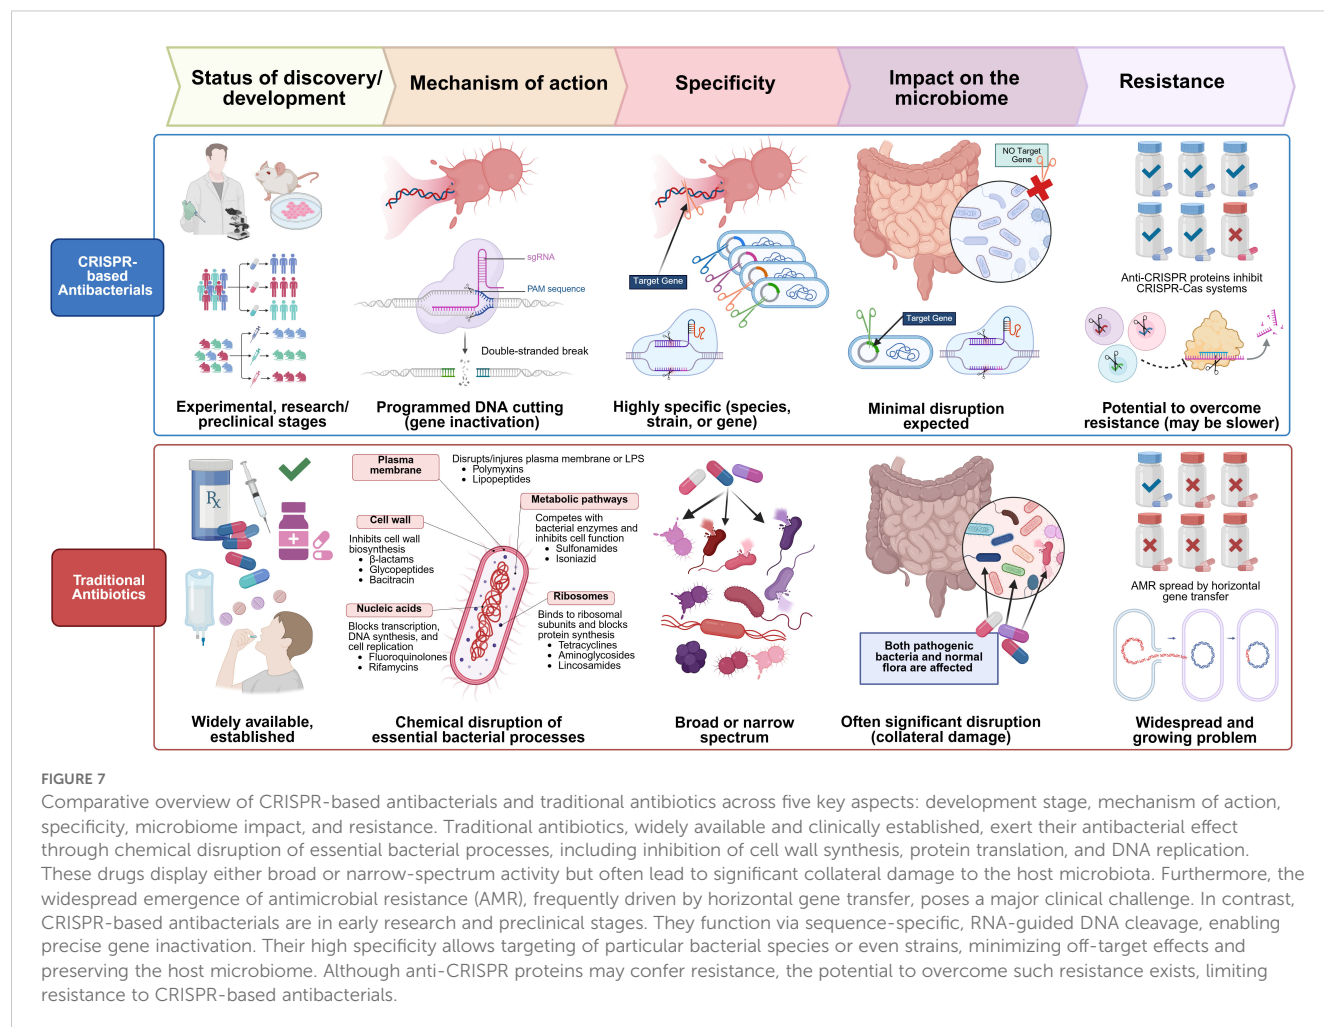 Status of discovery/
development
Mechanism of action
Specificity
Impact on the
microbiome
Resistance
CRISPR-
based
Antibacterials
NO Target
Gene
sgRNA
PAM sequence
Double-stranded break
Target Gene
Target Gene
Anti-CRISPR proteins inhibit
CRISPR-Cas systems
Experimental, research/
preclinical stages
Programmed DNA cutting
(gene inactivation)
Highly specific (species,
strain, or gene)
Minimal disruption
expected
Potential to overcome
resistance (may be slower)
Traditional
Antibiotics
Rx
Plasma
membrane
Disrupts/injures plasma membrane or LPS
• Polymyxins
• Lipopeptides
Metabolic pathways
Competes with
bacterial enzymes and
inhibits cell function
• Sulfonamides
• Isoniazid
Cell wall
Inhibits cell wall
biosynthesis
• β-lactams
• Glycopeptides
• Bacitracin
Nucleic acids
Blocks transcription,
DNA synthesis, and
cell replication
• Fluoroquinolones
• Rifamycins
Ribosomes
Binds to ribosomal
subunits and blocks
protein synthesis
• Tetracyclines
• Aminoglycosides
• Lincosamides
Both pathogenic
bacteria and normal
flora are affected
AMR spread by horizontal
gene transfer
Widely available,
established
Chemical disruption of
essential bacterial processes
Broad or narrow
spectrum
Often significant disruption
(collateral damage)
Widespread and
growing problem
FIGURE 7
Comparative overview of CRISPR-based antibacterials and traditional antibiotics across five key aspects: development stage, mechanism of action,
specificity, microbiome impact, and resistance. Traditional antibiotics, widely available and clinically established, exert their antibacterial effect
through chemical disruption of essential bacterial processes, including inhibition of cell wall synthesis, protein translation, and DNA replication.
These drugs display either broad or narrow-spectrum activity but often lead to significant collateral damage to the host microbiota. Furthermore, the
widespread emergence of antimicrobial resistance (AMR), frequently driven by horizontal gene transfer, poses a major clinical challenge. In contrast,
CRISPR-based antibacterials are in early research and preclinical stages. They function via sequence-specific, RNA-guided DNA cleavage, enabling
precise gene inactivation. Their high specificity allows targeting of particular bacterial species or even strains, minimizing off-target effects and
preserving the host microbiome. Although anti-CRISPR proteins may confer resistance, the potential to overcome such resistance exists, limiting
resistance to CRISPR-based antibacterials.